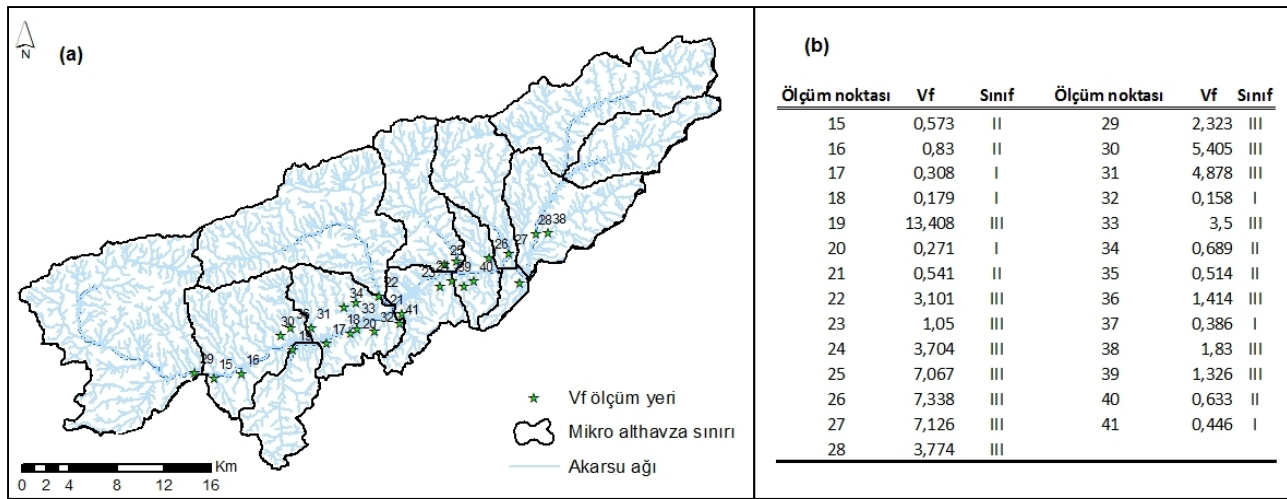 (a)
N
28 38
27
26
25
40
39
24
23
22
21
41
34
33
32
20
18
17
31
36
30
19
16
15
29
Vf ölçüm yeri
Mikro althavza sınırı
Akarsu ağı
Km
0 2 4 8 12 16
(b)
Ölçüm noktası Vf Sınıf Ölçüm noktası Vf Sınıf
15 0,573 II 29 2,323 III
16 0,83 II 30 5,405 III
17 0,308 I 31 4,878 III
18 0,179 I 32 0,158 I
19 13,408 III 33 3,5 III
20 0,271 I 34 0,689 II
21 0,541 II 35 0,514 II
22 3,101 III 36 1,414 III
23 1,05 III 37 0,386 I
24 3,704 III 38 1,83 III
25 7,067 III 39 1,326 III
26 7,338 III 40 0,633 II
27 7,126 III 41 0,446 I
28 3,774 III